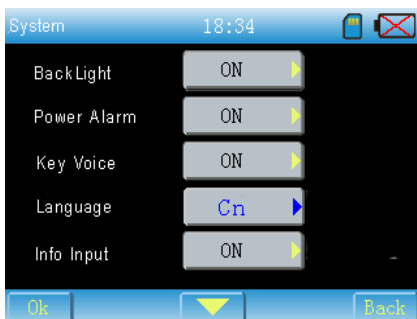 System 18:34
BackLight ON
Power Alarm ON
Key Voice ON
Language Cn
Info Input ON
Ok Back